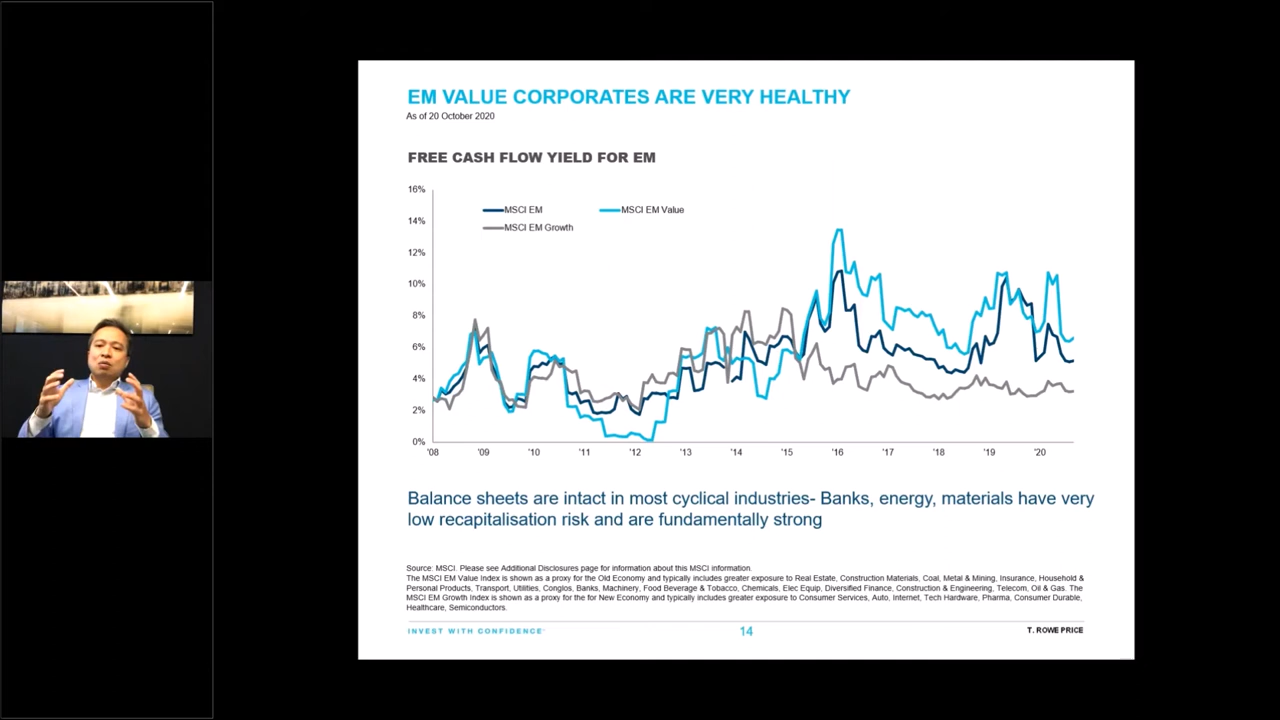 EM VALUE CORPORATES ARE VERY HEALTHY
As of 20 October 2020
FREE CASH FLOW YIELD FOR EM
16%
14%
12%
10%
8%
6%
4%
2%
0%
MSCI EM
MSCI EM Value
MSCI EM Growth
'08 '09 '10 '11 '12 '13 '14 '15 '16 '17 '18 '19 '20
Balance sheets are intact in most cyclical industries- Banks, energy, materials have very
low recapitalisation risk and are fundamentally strong
Source: MSCI. Please see Additional Disclosures page for information about this MSCI information.
The MSCI EM Value Index is shown as a proxy for the Old Economy and typically includes greater exposure to Real Estate, Construction Materials, Coal, Metal & Mining, Insurance, Household &
Personal Products, Transport, Utilities, Conglos, Banks, Machinery, Food Beverage & Tobacco, Chemicals, Elec Equip, Diversified Finance, Construction & Engineering, Telecom, Oil & Gas. The
MSCI EM Growth Index is shown as a proxy for the for New Economy and typically includes greater exposure to Consumer Services, Auto, Internet, Tech Hardware, Pharma, Consumer Durable,
Healthcare, Semiconductors.
INVEST WITH CONFIDENCE
14
T. ROWE PRICE